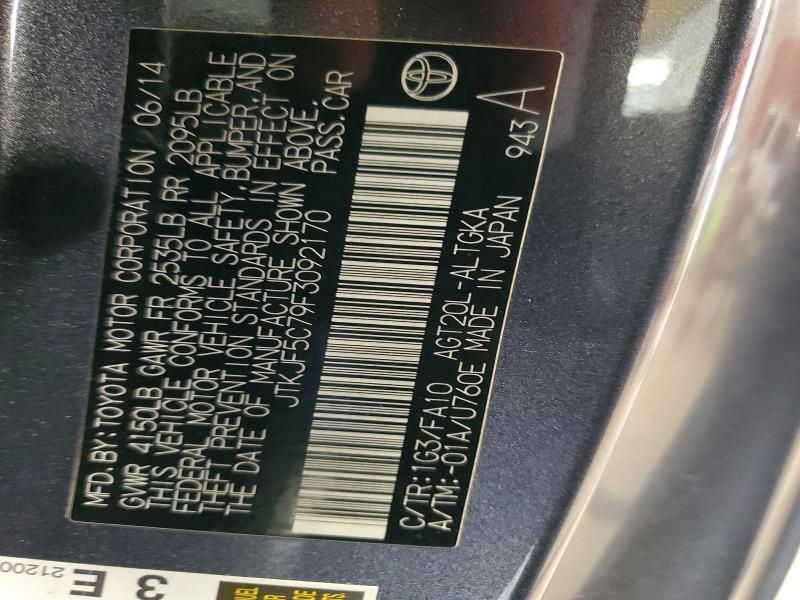 MFD.BY:TOYOTA MOTOR CORPORATION 06/14
GVWR 4150LB GAWR FR 2535LB RR 2095LB
THIS VEHICLE CONFORMS TO ALL APPLICABLE
FEDERAL MOTOR VEHICLE SAFETY,BUMPER,AND
THEFT PREVENTION STANDARDS IN EFFECT ON
THE DATE OF MANUFACTURE SHOWN ABOVE.
JTKJF5C79F3092170 PASS.CAR
C/TR:1G3/FA10 AGT20L-ALTGKA
A/TM:-01A/U760E MADE IN JAPAN 943 A
3 E
21200